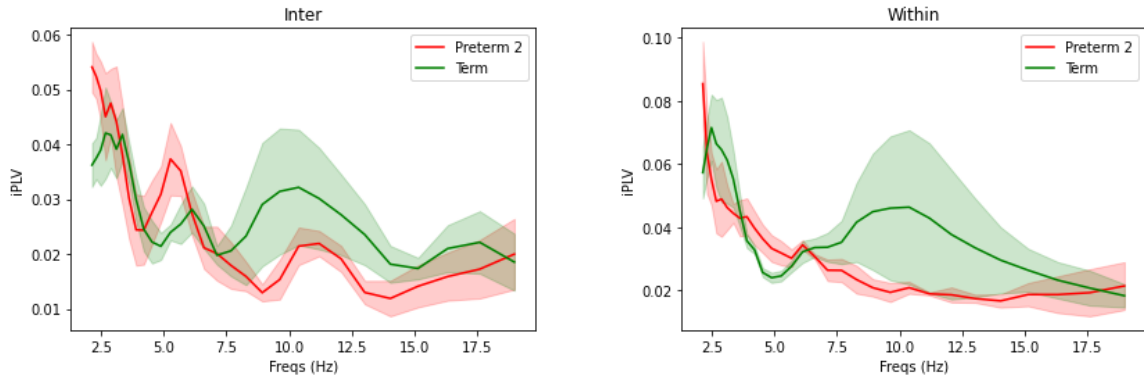 Inter
Preterm 2
Term
iPLV
0.06
0.05
0.04
0.03
0.02
0.01
2.5 5.0 7.5 10.0 12.5 15.0 17.5
Freqs (Hz)
Within
Preterm 2
Term
iPLV
0.10
0.08
0.06
0.04
0.02
2.5 5.0 7.5 10.0 12.5 15.0 17.5
Freqs (Hz)